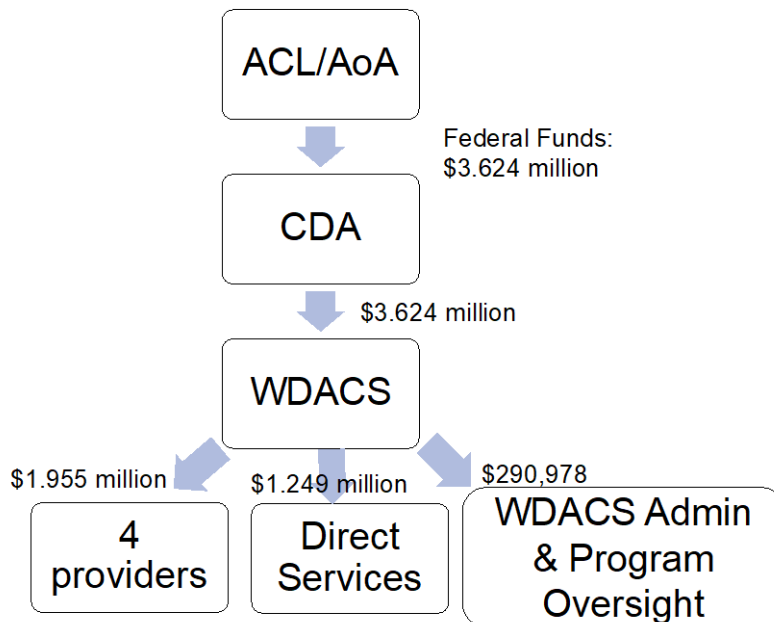 ACL/AoA
Federal Funds:
$3.624 million
CDA
$3.624 million
WDACS
$1.955 million
$1.249 million
$290,978
4
providers
Direct
Services
WDACS Admin
& Program
Oversight